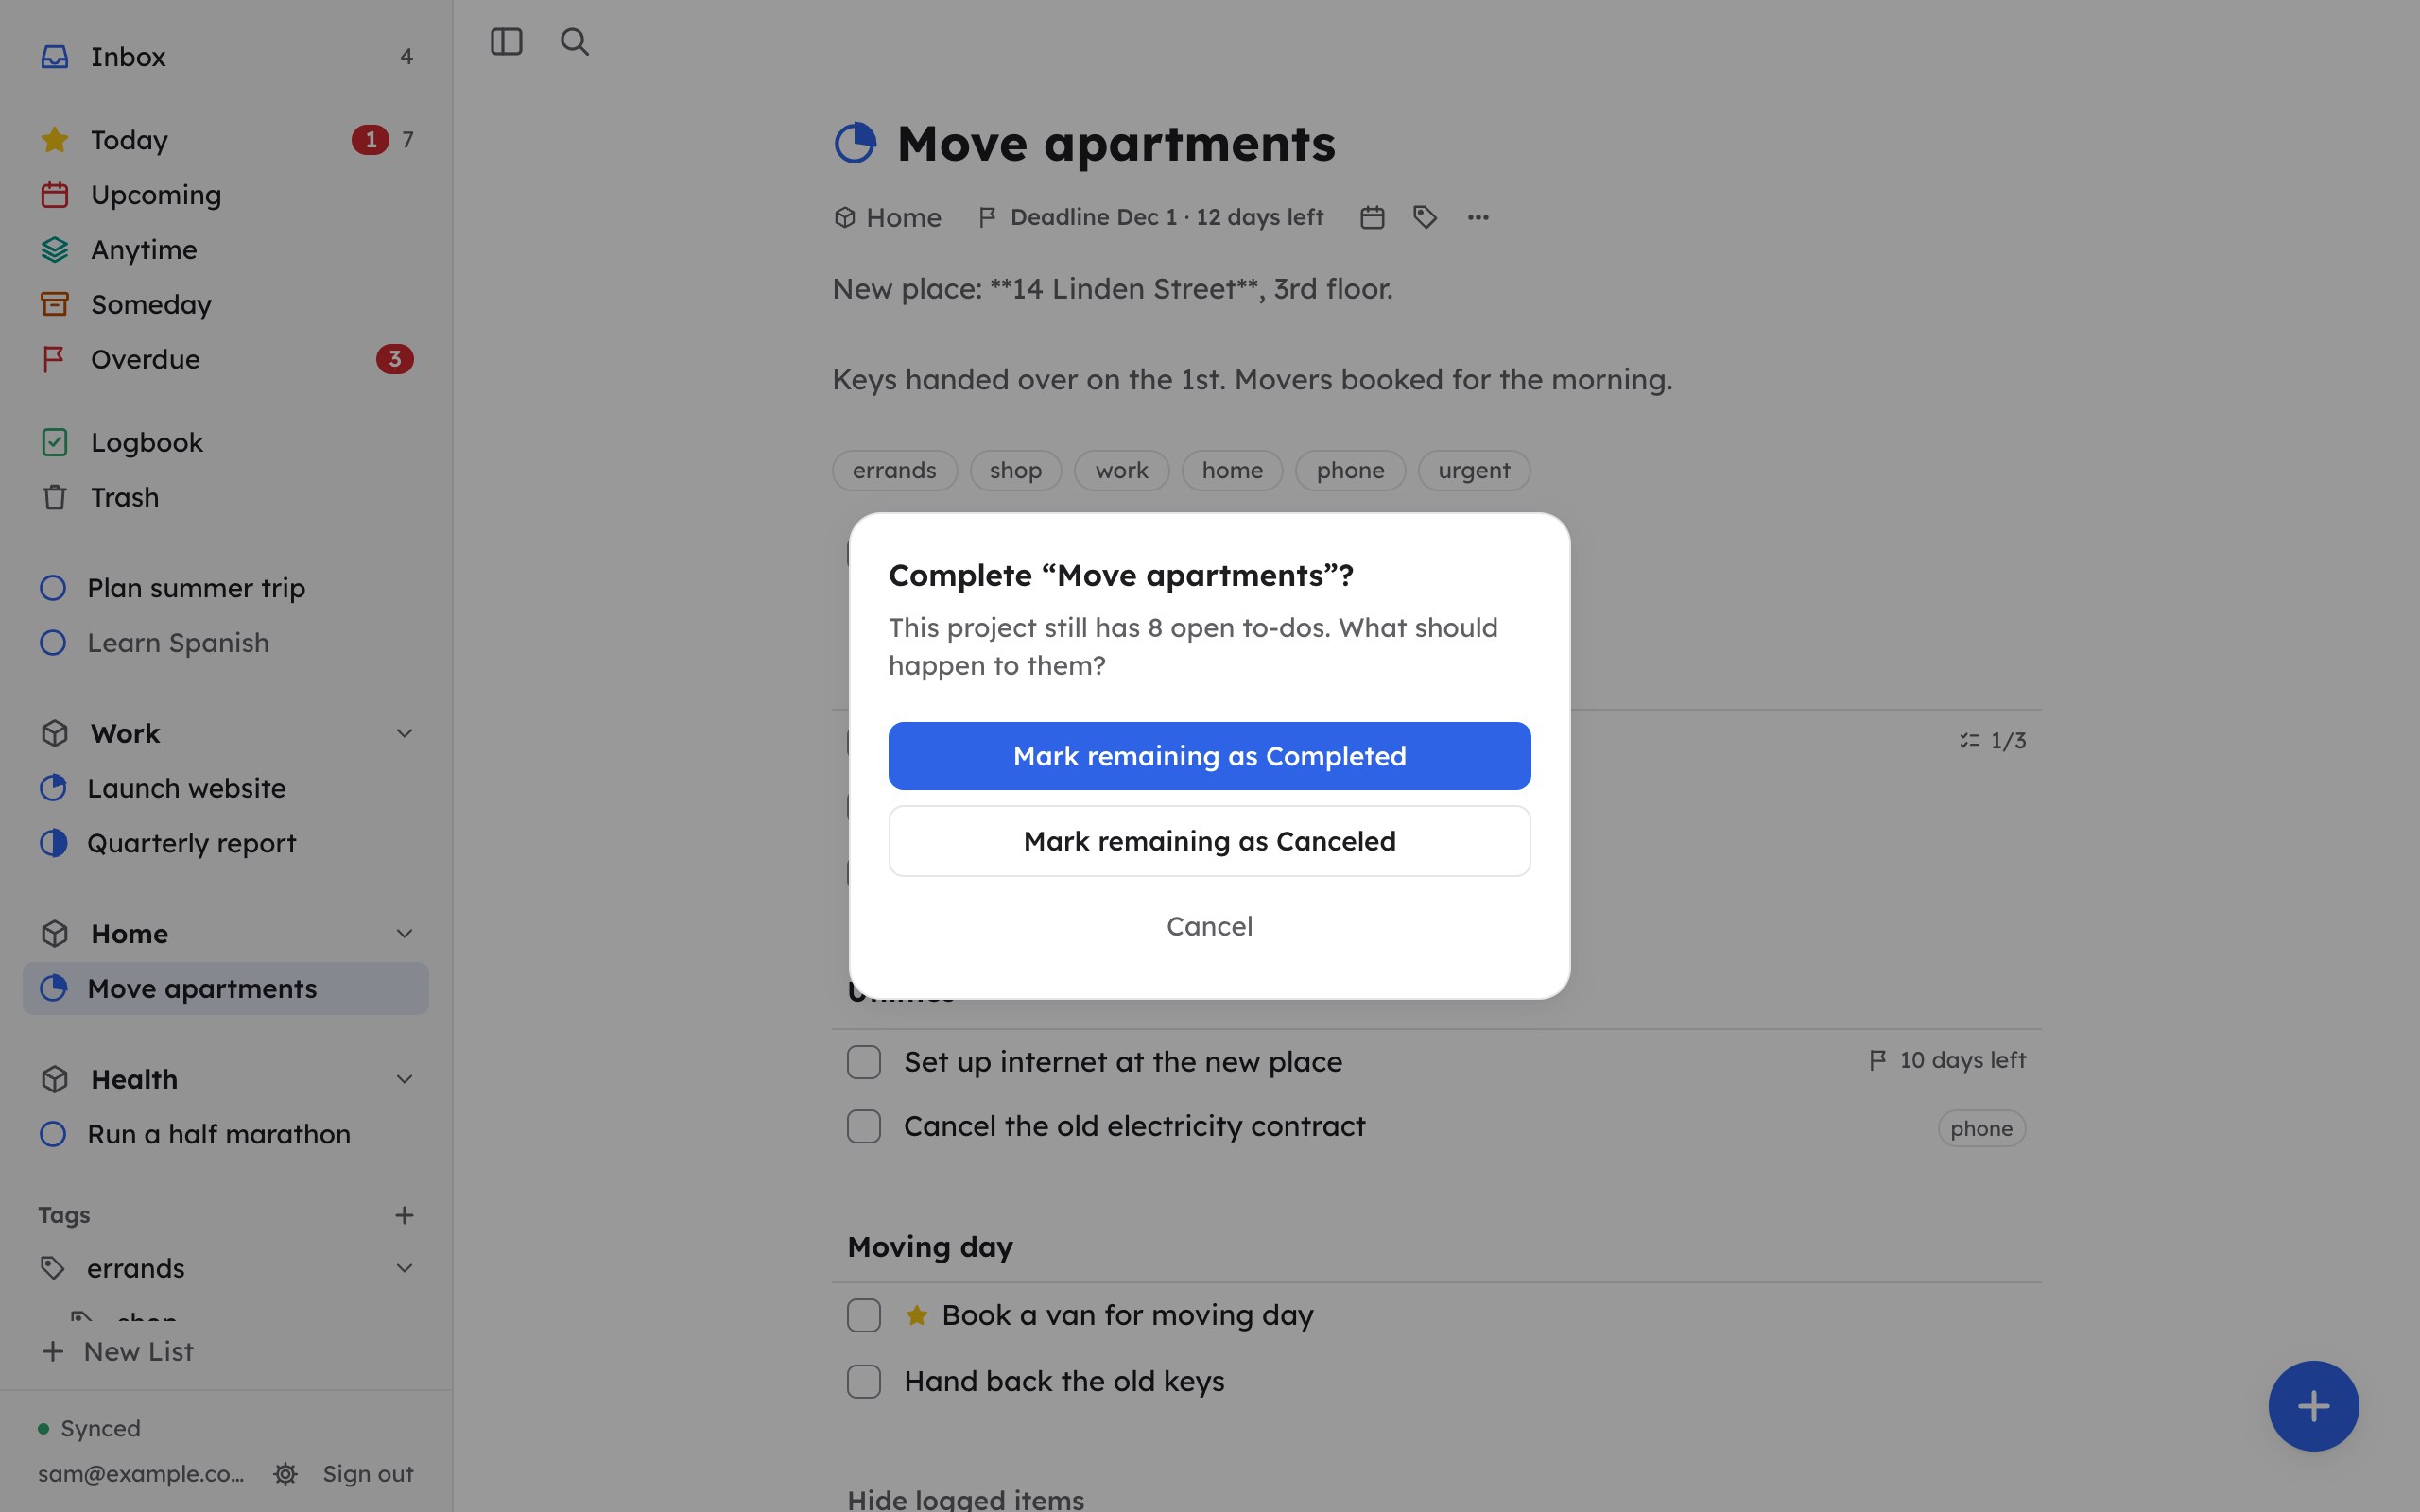 Inbox 4
Today 1 7
Upcoming
Anytime
Someday
Overdue 3
Logbook
Trash
Plan summer trip
Learn Spanish
Work
Launch website
Quarterly report
Home
Move apartments
Health
Run a half marathon
Tags
errands
shop
New List
Synced
sam@example.co...
Sign out
Move apartments
Home Deadline Dec 1 · 12 days left
New place: **14 Linden Street**, 3rd floor.
Keys handed over on the 1st. Movers booked for the morning.
errands shop work home phone urgent
Complete “Move apartments”?
This project still has 8 open to-dos. What should
happen to them?
Mark remaining as Completed
Mark remaining as Canceled
Cancel
1/3
Utilities
Set up internet at the new place 10 days left
Cancel the old electricity contract phone
Moving day
Book a van for moving day
Hand back the old keys
Hide logged items